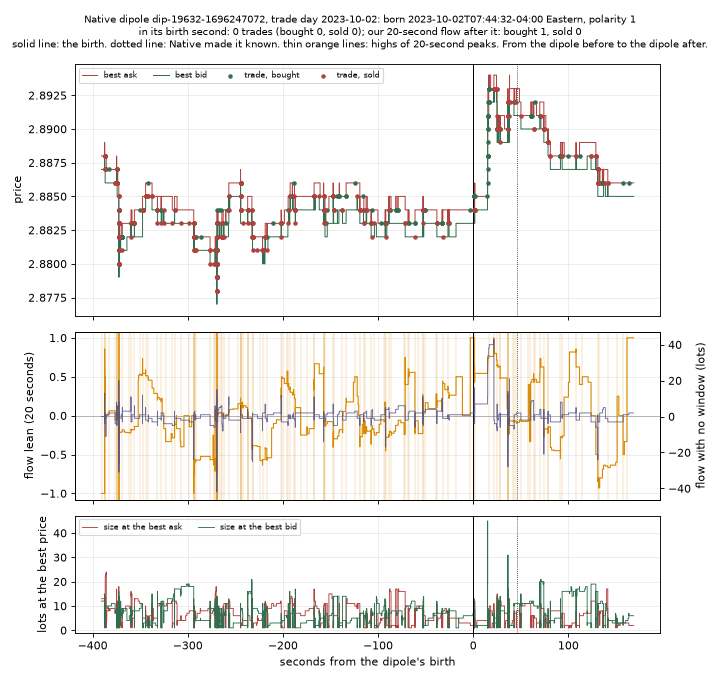 Native dipole dip-19632-1696247072, trade day 2023-10-02: born 2023-10-02T07:44:32-04:00 Eastern, polarity 1
in its birth second: 0 trades (bought 0, sold 0); our 20-second flow after it: bought 1, sold 0
solid line: the birth. dotted line: Native made it known. thin orange lines: highs of 20-second peaks. From the dipole before to the dipole after.
best ask best bid trade, bought trade, sold
price
2.8925
2.8900
2.8875
2.8850
2.8825
2.8800
2.8775
flow lean (20 seconds)
1.0
0.5
0.0
−0.5
−1.0
40
20
0
−20
−40
flow with no window (lots)
size at the best ask size at the best bid
lots at the best price
40
30
20
10
0
−400 −300 −200 −100 0 100
seconds from the dipole's birth